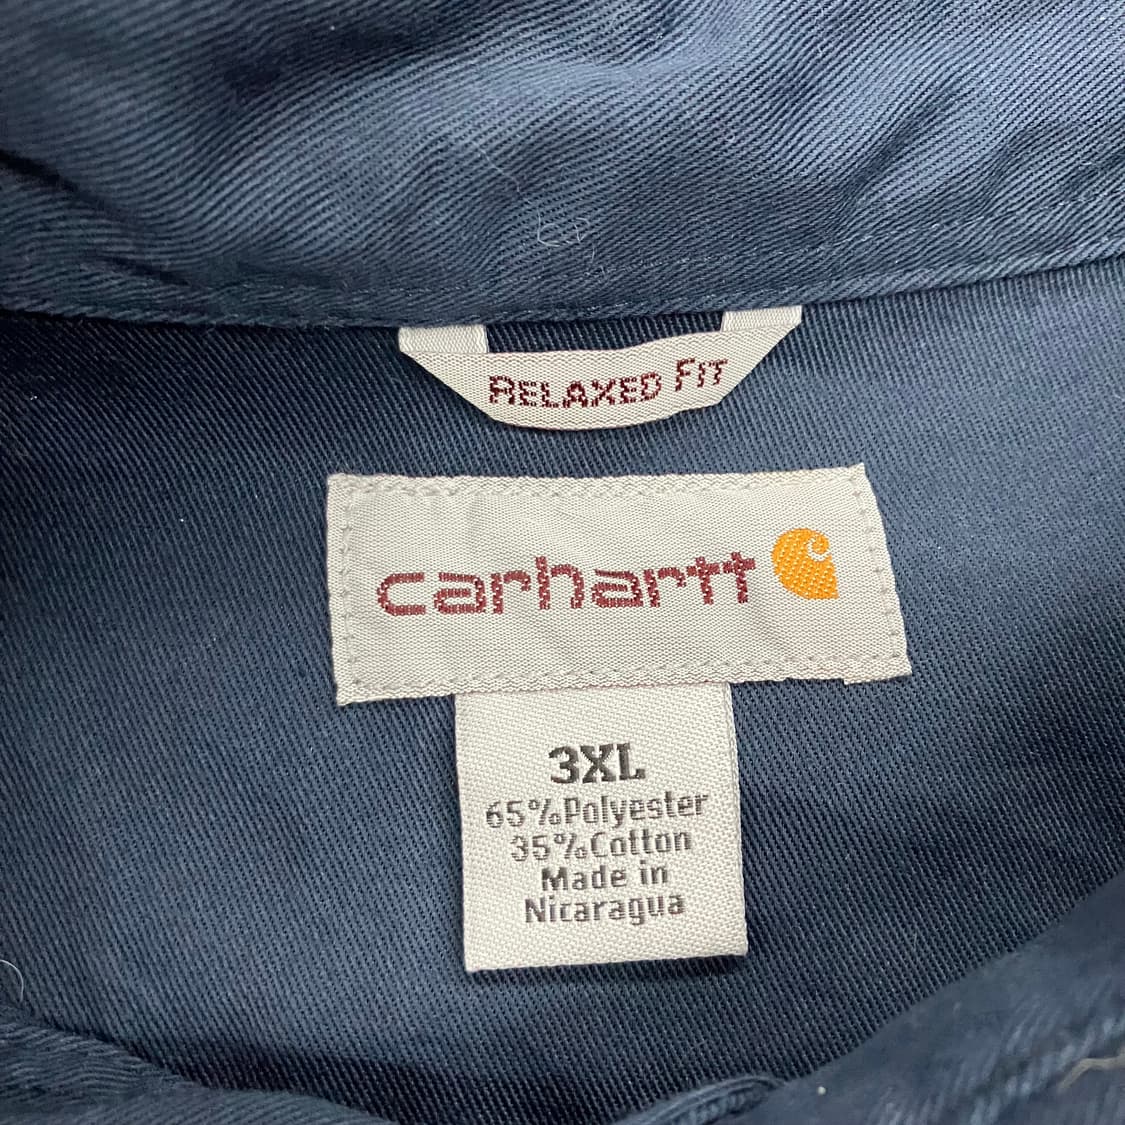 RELAXED FIT
carhartt
3XL
65%Polyester
35%Cotton
Made in
Nicaragua